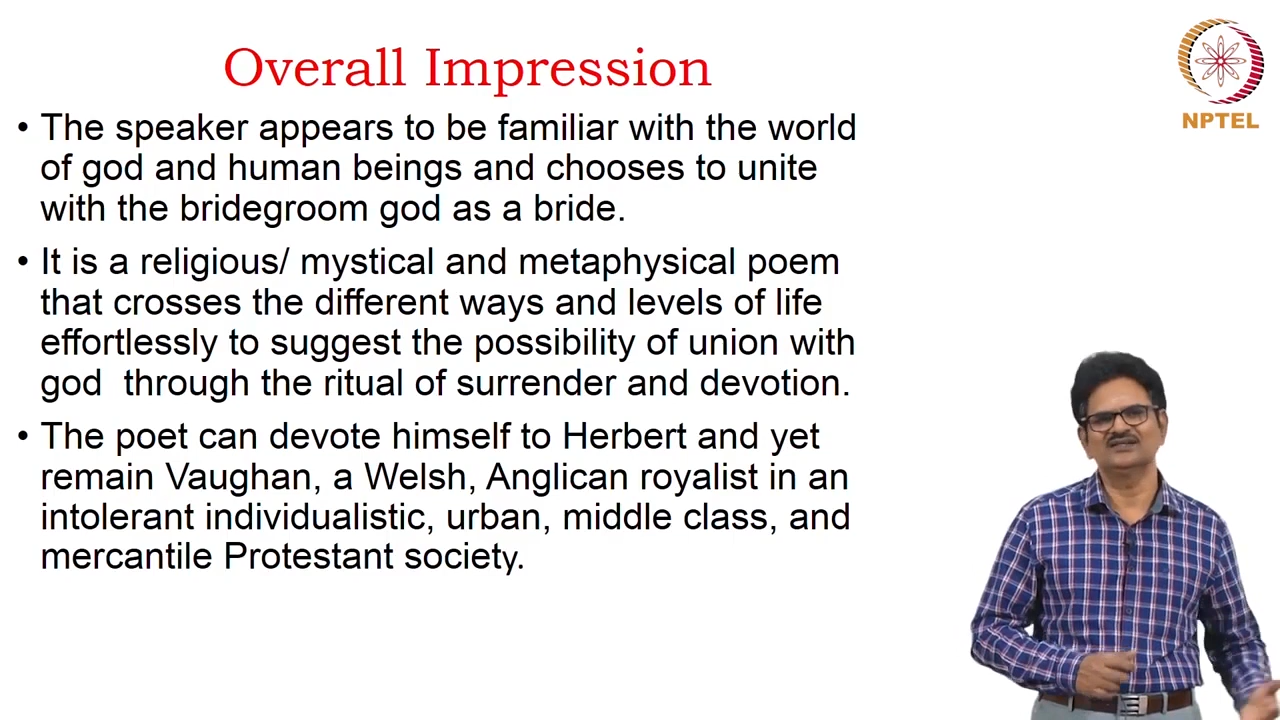 Overall Impression
NPTEL
• The speaker appears to be familiar with the world
of god and human beings and chooses to unite
with the bridegroom god as a bride.
• It is a religious/ mystical and metaphysical poem
that crosses the different ways and levels of life
effortlessly to suggest the possibility of union with
god  through the ritual of surrender and devotion.
• The poet can devote himself to Herbert and yet
remain Vaughan, a Welsh, Anglican royalist in an
intolerant individualistic, urban, middle class, and
mercantile Protestant society.